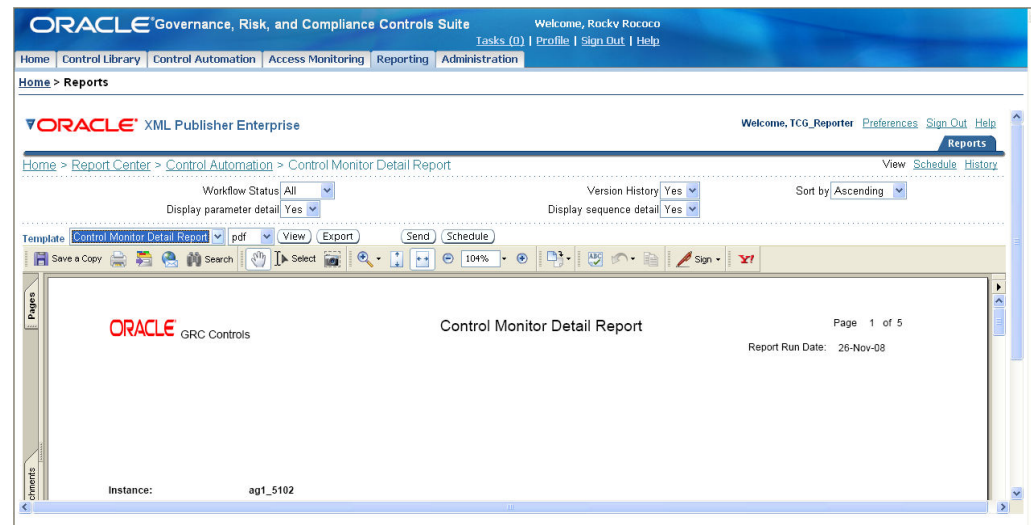 ORACLE Governance, Risk, and Compliance Controls Suite Welcome, Rocky Rococo
Tasks (0) | Profile | Sign Out | Help
Home Control Library Control Automation Access Monitoring Reporting Administration
Home > Reports
ORACLE XML Publisher Enterprise Welcome, TCG_Reporter Preferences Sign Out Help
Reports
Home > Report Center > Control Automation > Control Monitor Detail Report View Schedule History
Workflow Status All Version History Yes Sort by Ascending
Display parameter detail Yes Display sequence detail Yes
Template Control Monitor Detail Report pdf View Export Send Schedule
Save a Copy Search Select 104% ABC Sign Y!
Pages
ORACLE GRC Controls Control Monitor Detail Report Page 1 of 5
Report Run Date: 26-Nov-08
chments
Instance: ag1_5102